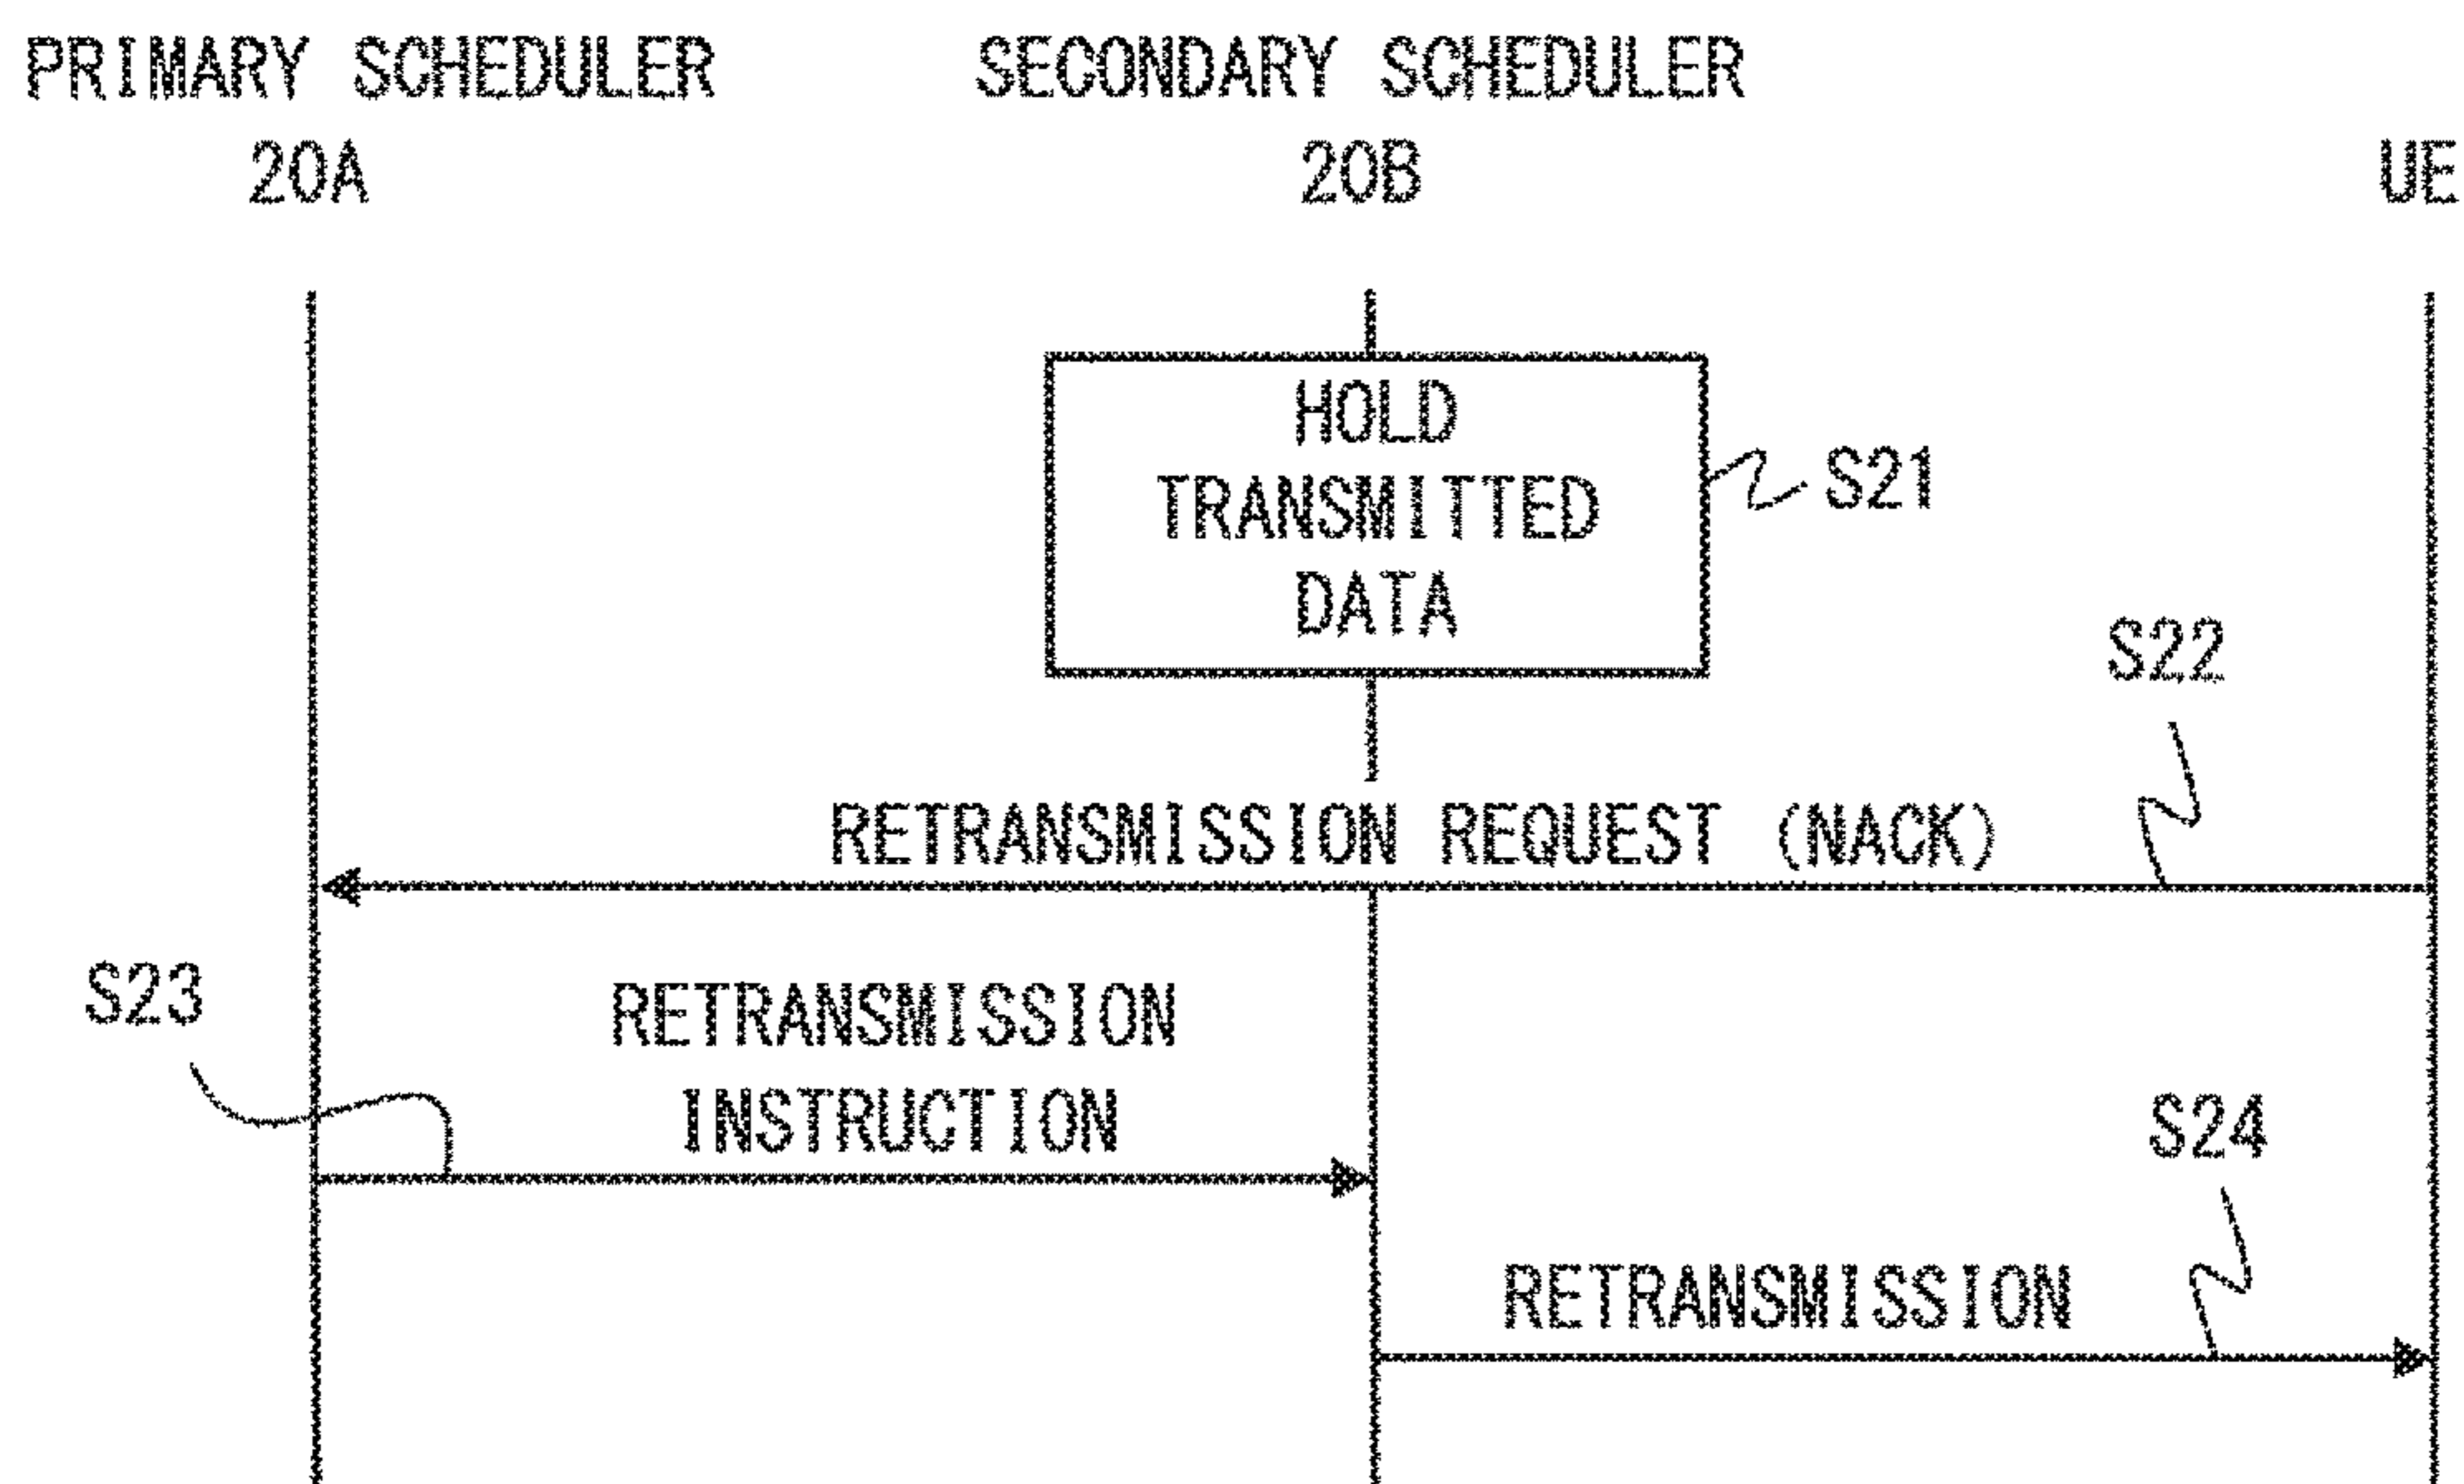 PRIMARY SCHEDULER
20A
SECONDARY SCHEDULER
20B
UE
HOLD
TRANSMITTED
DATA
S21
S22
RETRANSMISSION REQUEST (NACK)
S23
RETRANSMISSION
INSTRUCTION
S24
RETRANSMISSION